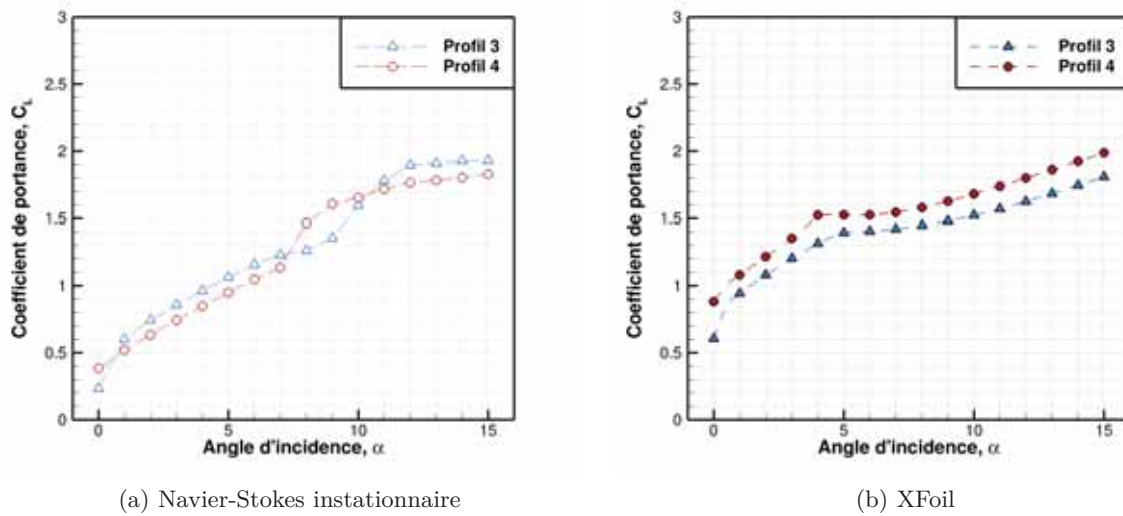 3
2.5
2
1.5
1
0.5
0
0
5
10
15
Coefficient de portance, C_L
Angle d'incidence, α
Profil 3
Profil 4
(a) Navier-Stokes instationnaire
3
2.5
2
1.5
1
0.5
0
0
5
10
15
Coefficient de portance, C_L
Angle d'incidence, α
Profil 3
Profil 4
(b) XFoil